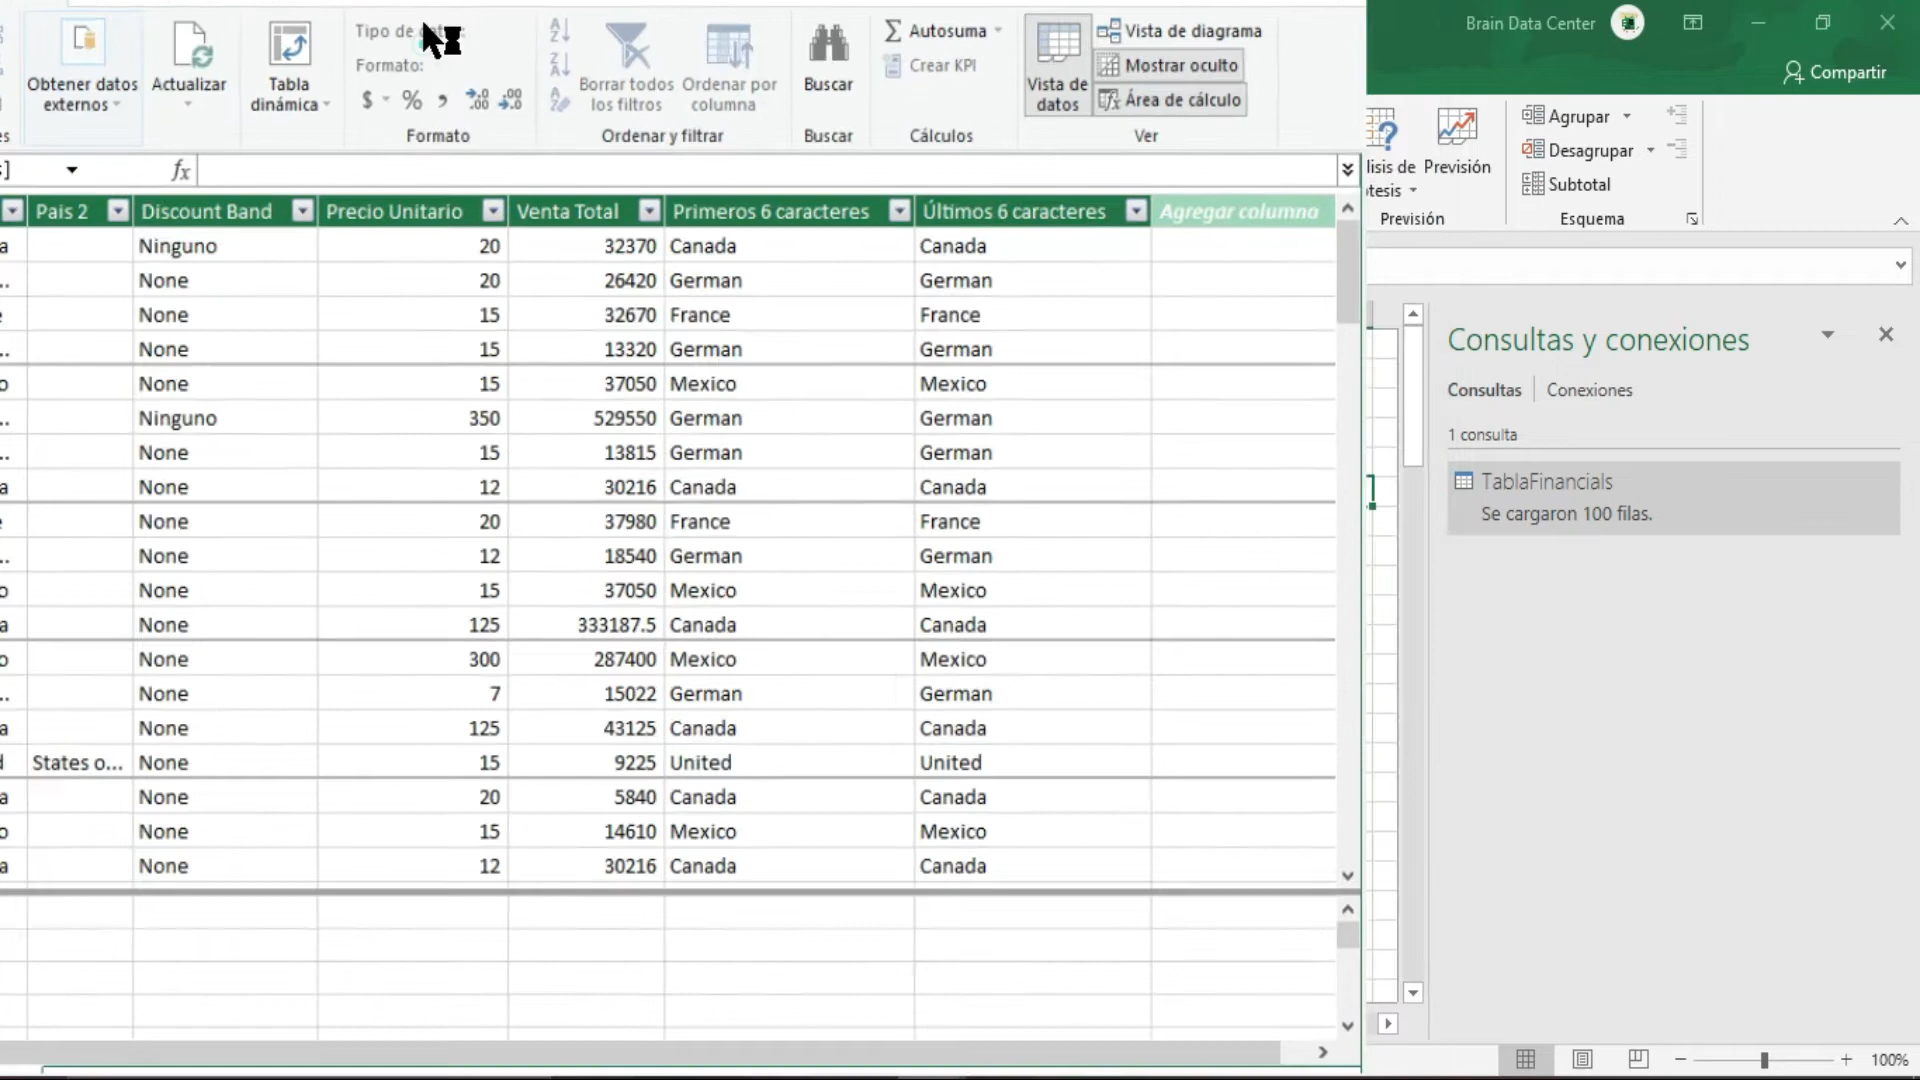 Brain Data Center
Compartir
Obtener datos externos
Actualizar
Tabla dinámica
Tipo de
Formato:
$ % ,
Formato
Borrar todos los filtros
Ordenar por columna
Ordenar y filtrar
Buscar
Buscar
Autosuma
Crear KPI
Cálculos
Vista de datos
Vista de diagrama
Mostrar oculto
Área de cálculo
Ver
Previsión
Previsión
Agrupar
Desagrupar
Subtotal
Esquema
fx
Pais 2 Discount Band Precio Unitario Venta Total Primeros 6 caracteres Últimos 6 caracteres Agregar columna
a Ninguno 20 32370 Canada Canada
.. None 20 26420 German German
e None 15 32670 France France
.. None 15 13320 German German
o None 15 37050 Mexico Mexico
.. Ninguno 350 529550 German German
.. None 15 13815 German German
a None 12 30216 Canada Canada
e None 20 37980 France France
.. None 12 18540 German German
o None 15 37050 Mexico Mexico
a None 125 333187.5 Canada Canada
o None 300 287400 Mexico Mexico
.. None 7 15022 German German
a None 125 43125 Canada Canada
d States o... None 15 9225 United United
a None 20 5840 Canada Canada
o None 15 14610 Mexico Mexico
a None 12 30216 Canada Canada
Consultas y conexiones
Consultas | Conexiones
1 consulta
TablaFinancials
Se cargaron 100 filas.
100%